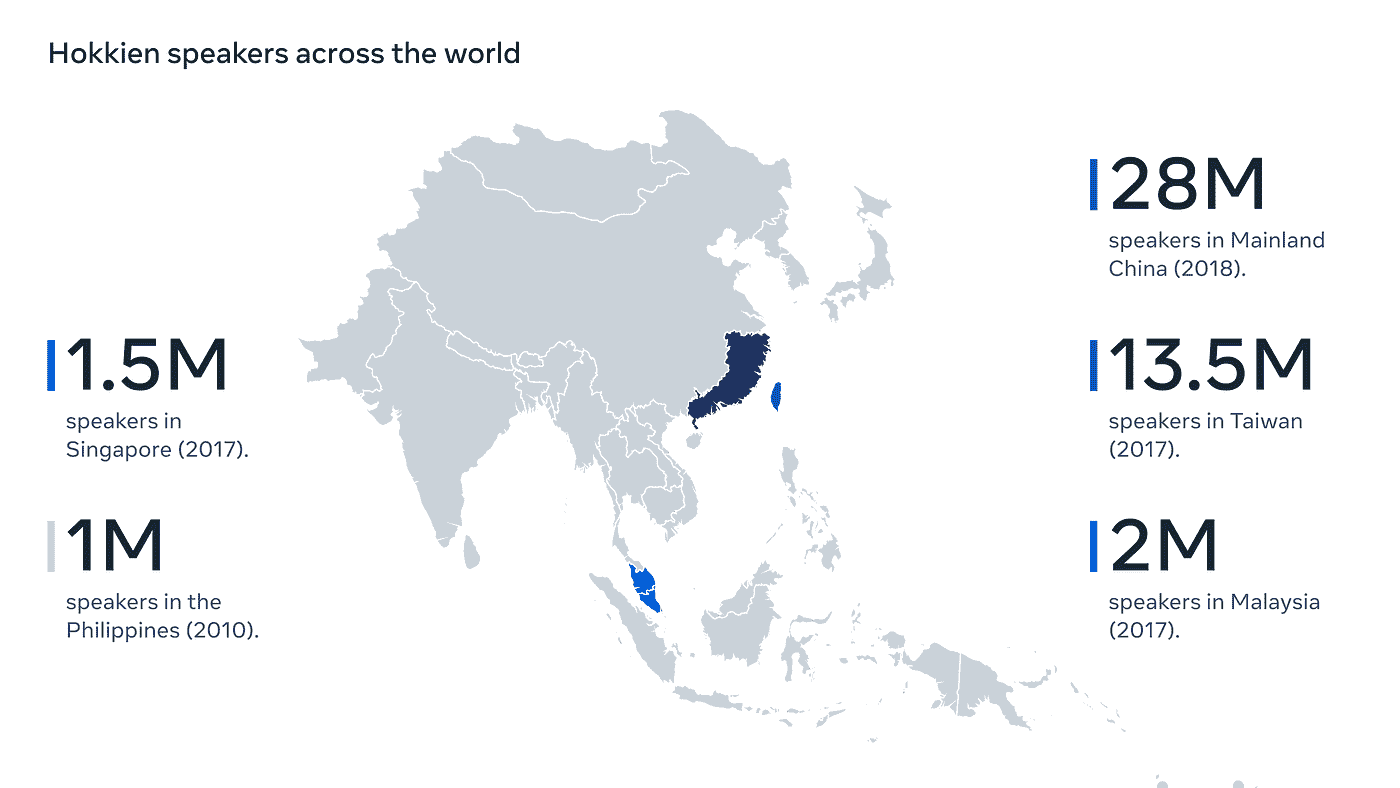 Hokkien speakers across the world
1.5M
speakers in
Singapore (2017).
1M
speakers in the
Philippines (2010).
28M
speakers in Mainland
China (2018).
13.5M
speakers in Taiwan
(2017).
2M
speakers in Malaysia
(2017).